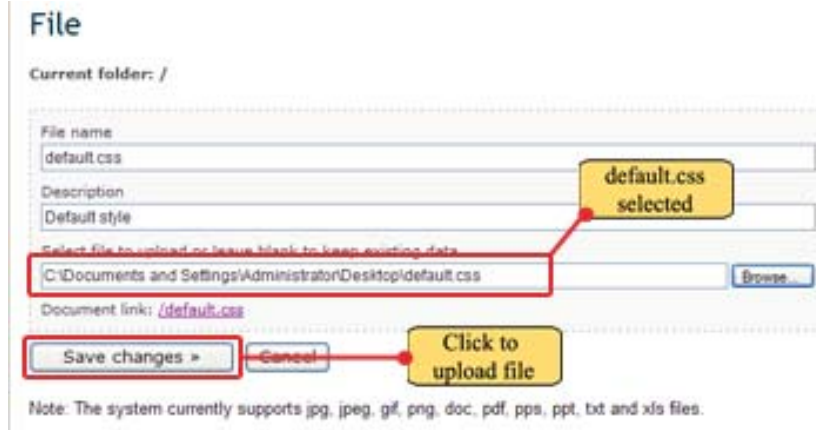 File
Current folder: /
File name
default.css
Description
Default style
default.css
selected
Select file to upload or leave blank to keep existing data
C:\Documents and Settings\Administrator\Desktop\default.css
Browse...
Document link: /default.css
Save changes »
Cancel
Click to
upload file
Note: The system currently supports jpg, jpeg, gif, png, doc, pdf, pps, ppt, txt and xls files.